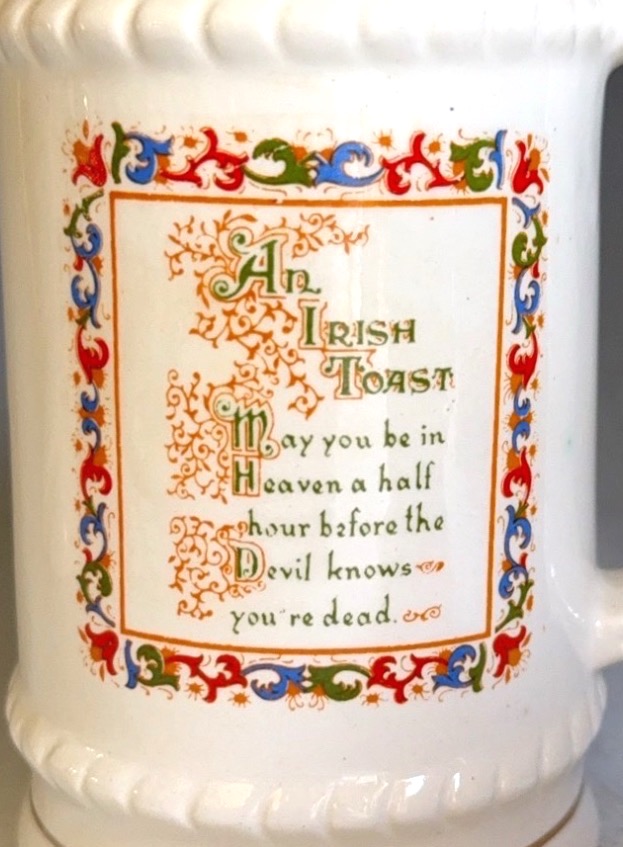 An
IRISH
TOAST
May you be in
Heaven a half
hour before the
Devil knows
you're dead.